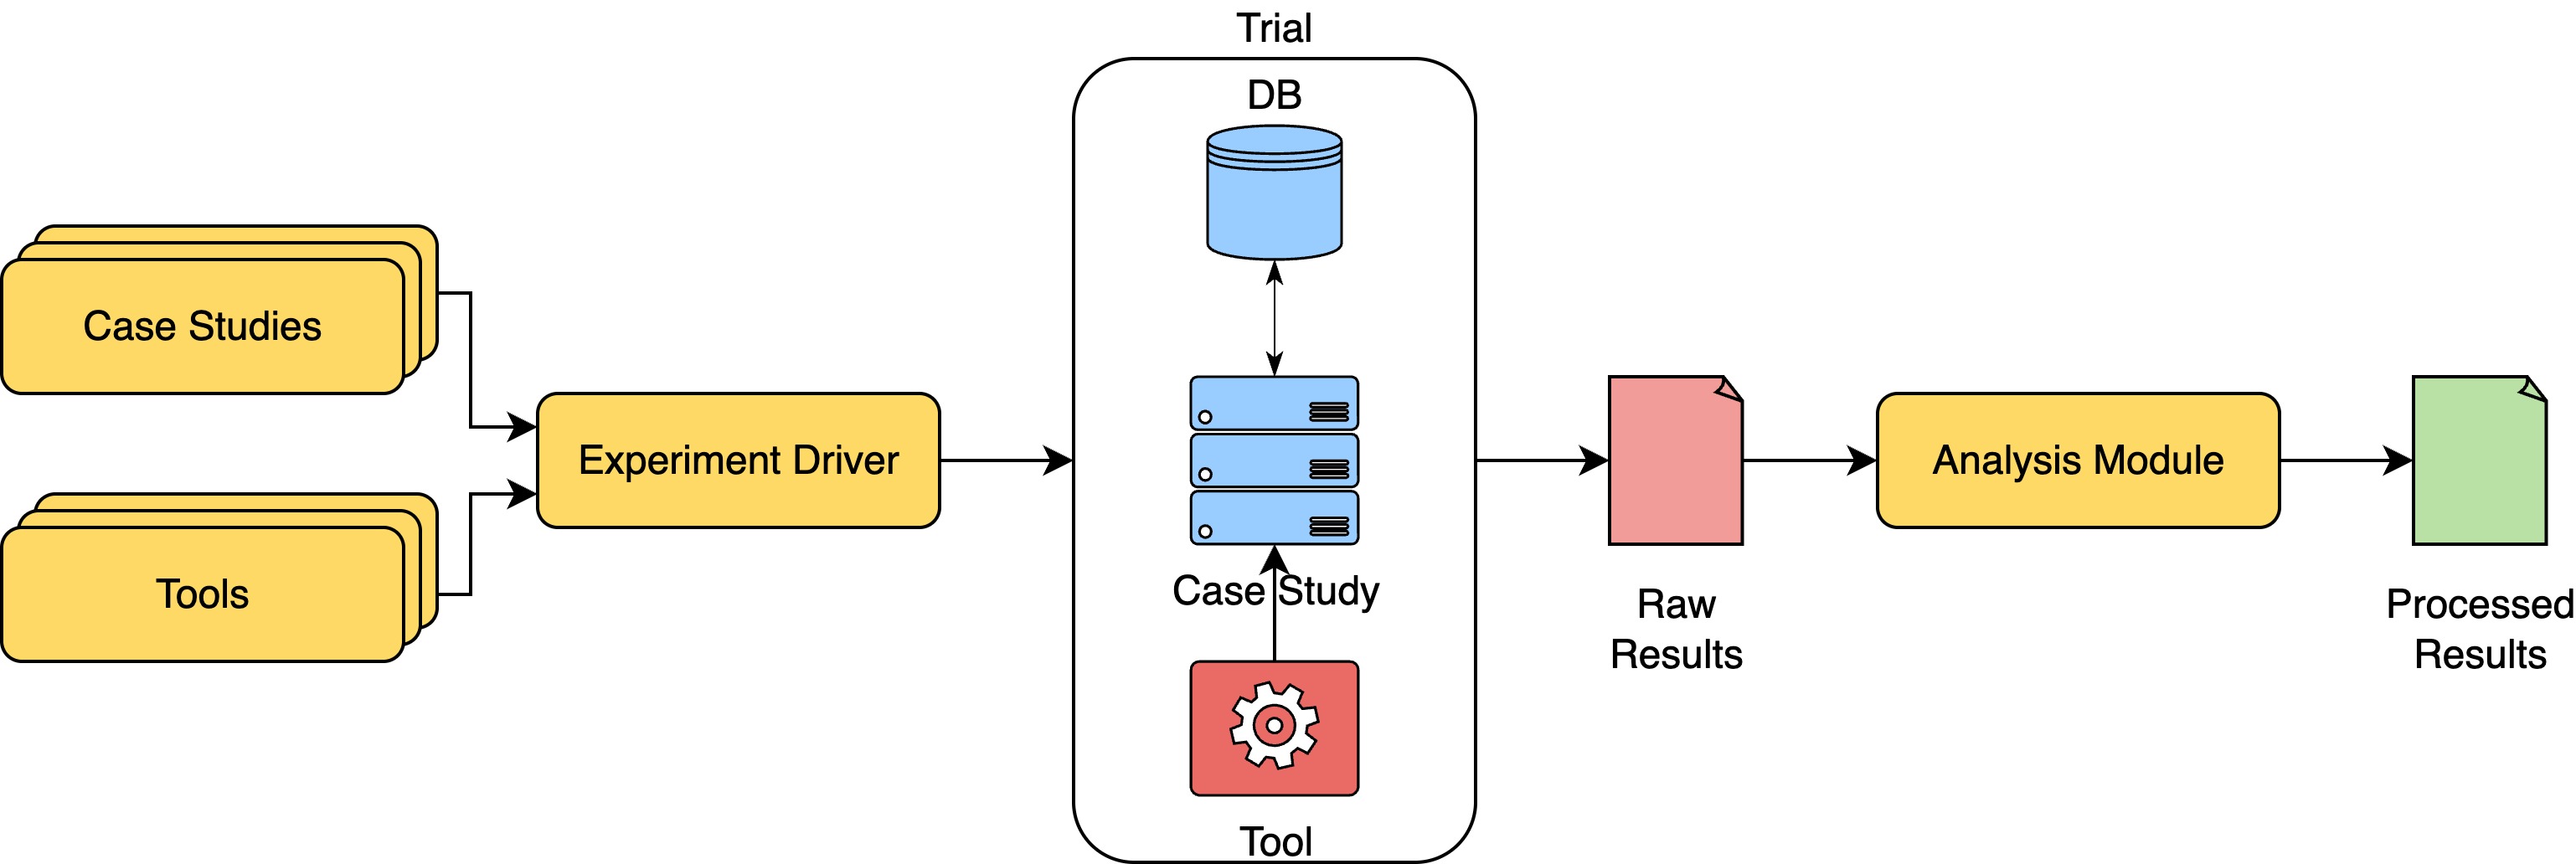 Trial
DB
Case Studies
Experiment Driver
Tools
Case Study
Tool
Raw
Results
Analysis Module
Processed
Results